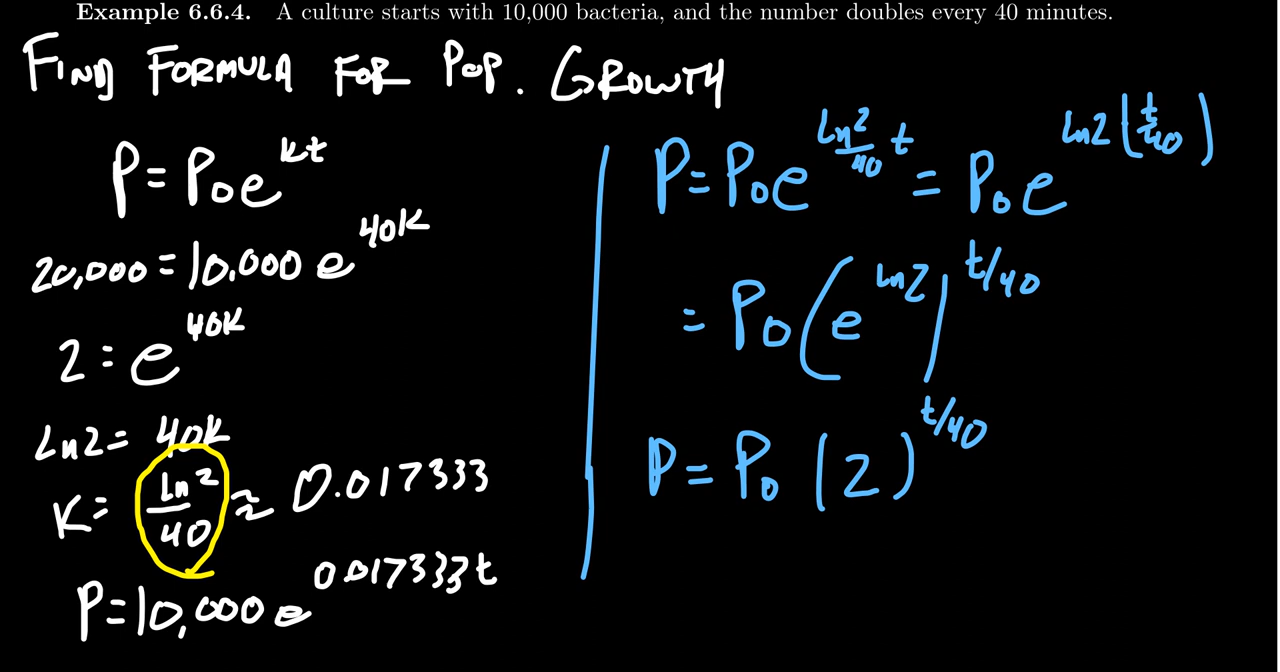 Example 6.6.4. A culture starts with 10,000 bacteria, and the number doubles every 40 minutes.
FIND FORMULA FOR POP. GROWTH
P = P₀e^kt
20,000 = 10,000 e^40K
2 = e^40K
Ln2 = 40K
K = Ln2/40 ≈ 0.017333
P = 10,000 e^0.017333t
P = P₀e^(Ln2/40 t) = P₀e^(Ln2(t/40))
= P₀(e^Ln2)^t/40
P = P₀(2)^t/40